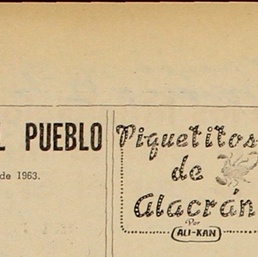 L PUEBLO
de 1963.
Piquetitos
de
Alacrán
Por
ALI-KAN